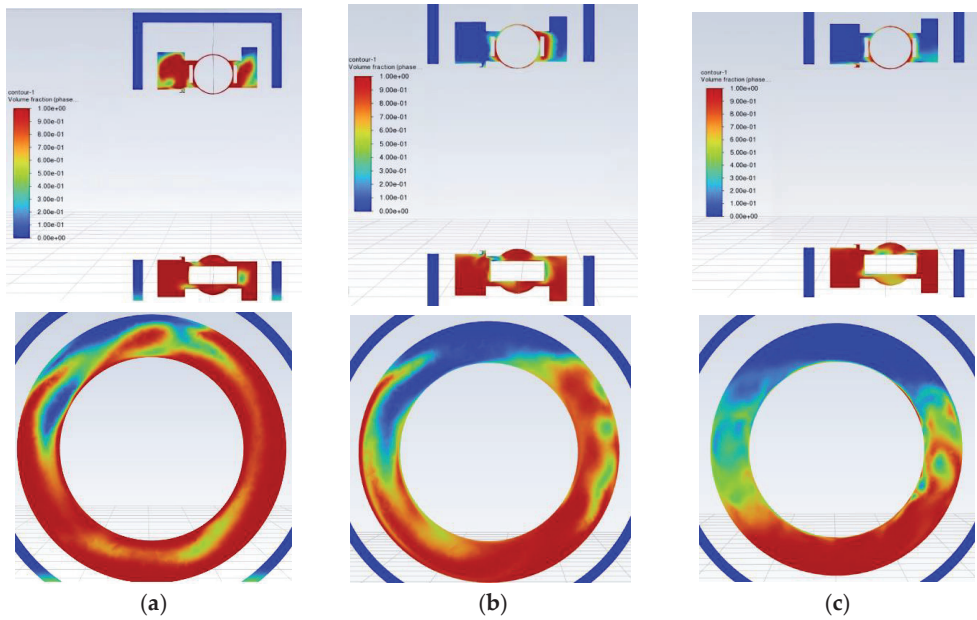 contour-1
Volume fraction (phase...
1.00e+00
9.00e-01
8.00e-01
7.00e-01
6.00e-01
5.00e-01
4.00e-01
3.00e-01
2.00e-01
1.00e-01
0.00e+00
contour-1
Volume fraction (phase...
1.00e+00
9.00e-01
8.00e-01
7.00e-01
6.00e-01
5.00e-01
4.00e-01
3.00e-01
2.00e-01
1.00e-01
0.00e+00
contour-1
Volume fraction (phase...
1.00e+00
9.00e-01
8.00e-01
7.00e-01
6.00e-01
5.00e-01
4.00e-01
3.00e-01
2.00e-01
1.00e-01
0.00e+00
(a) (b) (c)